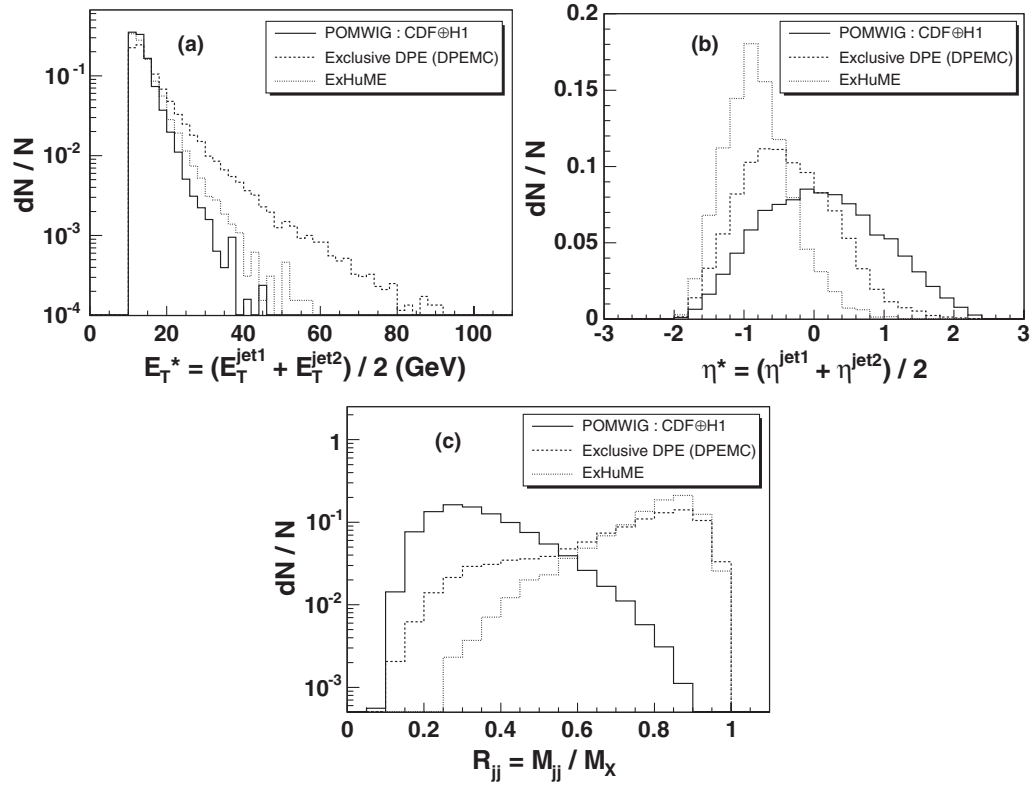 (a)
POMWIG : CDF⊕H1
Exclusive DPE (DPEMC)
ExHuME
10⁻¹
10⁻²
10⁻³
10⁻⁴
dN / N
0 20 40 60 80 100
E_T* = (E_T^jet1 + E_T^jet2) / 2 (GeV)
(b)
POMWIG : CDF⊕H1
Exclusive DPE (DPEMC)
ExHuME
0.2
0.15
0.1
0.05
0
dN / N
-3 -2 -1 0 1 2 3
η* = (η^jet1 + η^jet2) / 2
(c)
POMWIG : CDF⊕H1
Exclusive DPE (DPEMC)
ExHuME
1
10⁻¹
10⁻²
10⁻³
dN / N
0 0.2 0.4 0.6 0.8 1
R_jj = M_jj / M_X